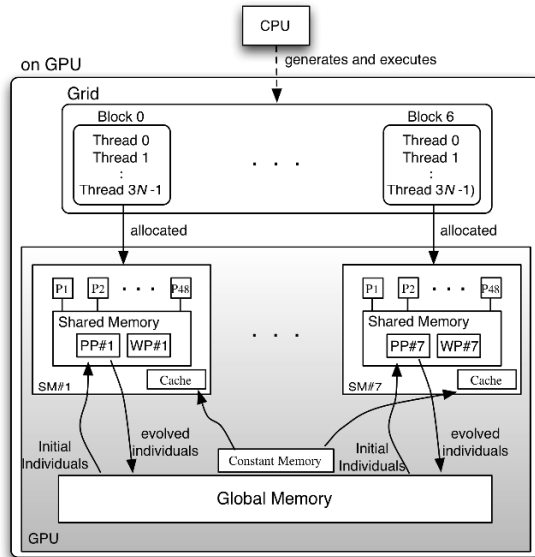 CPU
generates and executes
on GPU
Grid
Block 0
Thread 0
Thread 1
:
Thread 3N -1
. . .
Block 6
Thread 0
Thread 1
:
Thread 3N -1)
allocated
allocated
P1 P2 . . . P48
Shared Memory
PP#1 WP#1
Cache
SM#1
. . .
P1 P2 . . . P48
Shared Memory
PP#7 WP#7
Cache
SM#7
Initial
Individuals
evolved
individuals
Constant Memory
Initial
Individuals
evolved
individuals
Global Memory
GPU